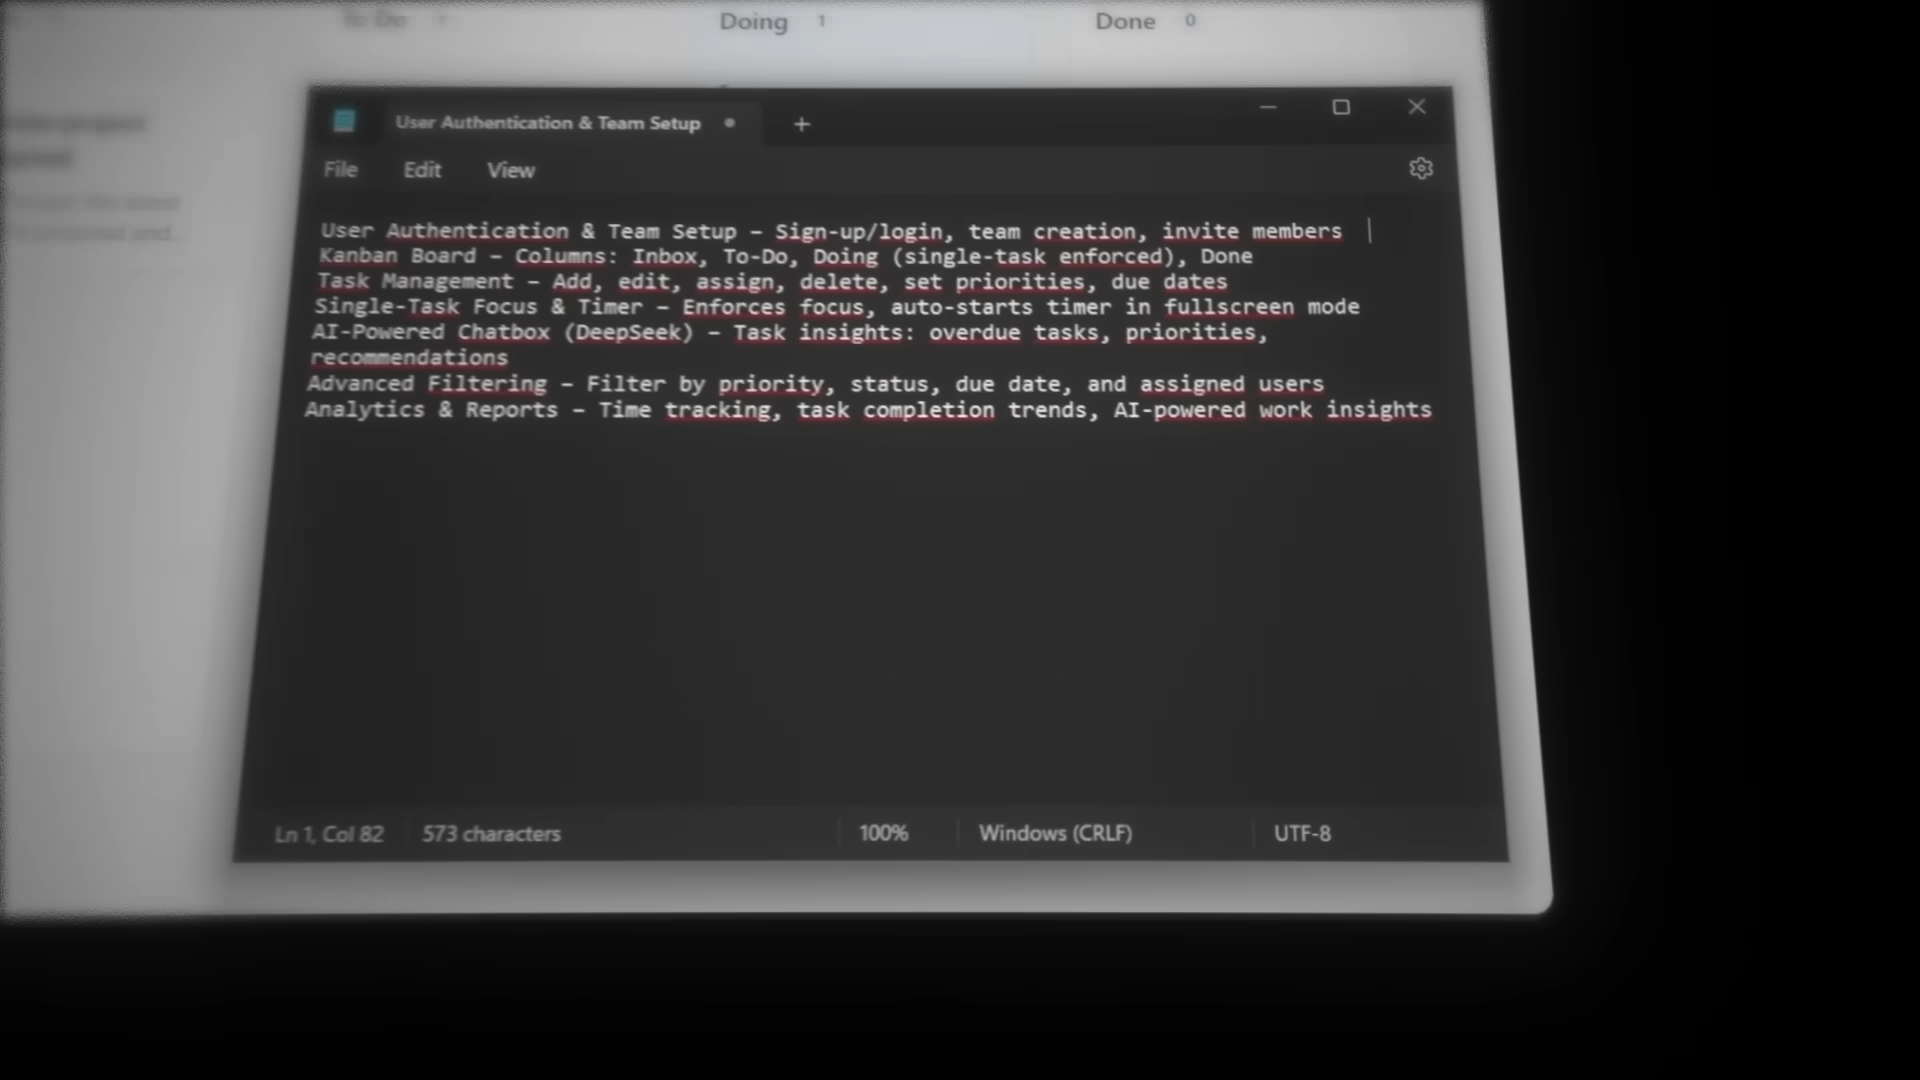 To Do
Doing 1
Done 0
User Authentication & Team Setup
File Edit View
User Authentication & Team Setup – Sign-up/login, team creation, invite members
Kanban Board – Columns: Inbox, To-Do, Doing (single-task enforced), Done
Task Management – Add, edit, assign, delete, set priorities, due dates
Single-Task Focus & Timer – Enforces focus, auto-starts timer in fullscreen mode
AI-Powered Chatbox (DeepSeek) – Task insights: overdue tasks, priorities,
recommendations
Advanced Filtering – Filter by priority, status, due date, and assigned users
Analytics & Reports – Time tracking, task completion trends, AI-powered work insights
Ln 1, Col 82 573 characters 100% Windows (CRLF) UTF-8